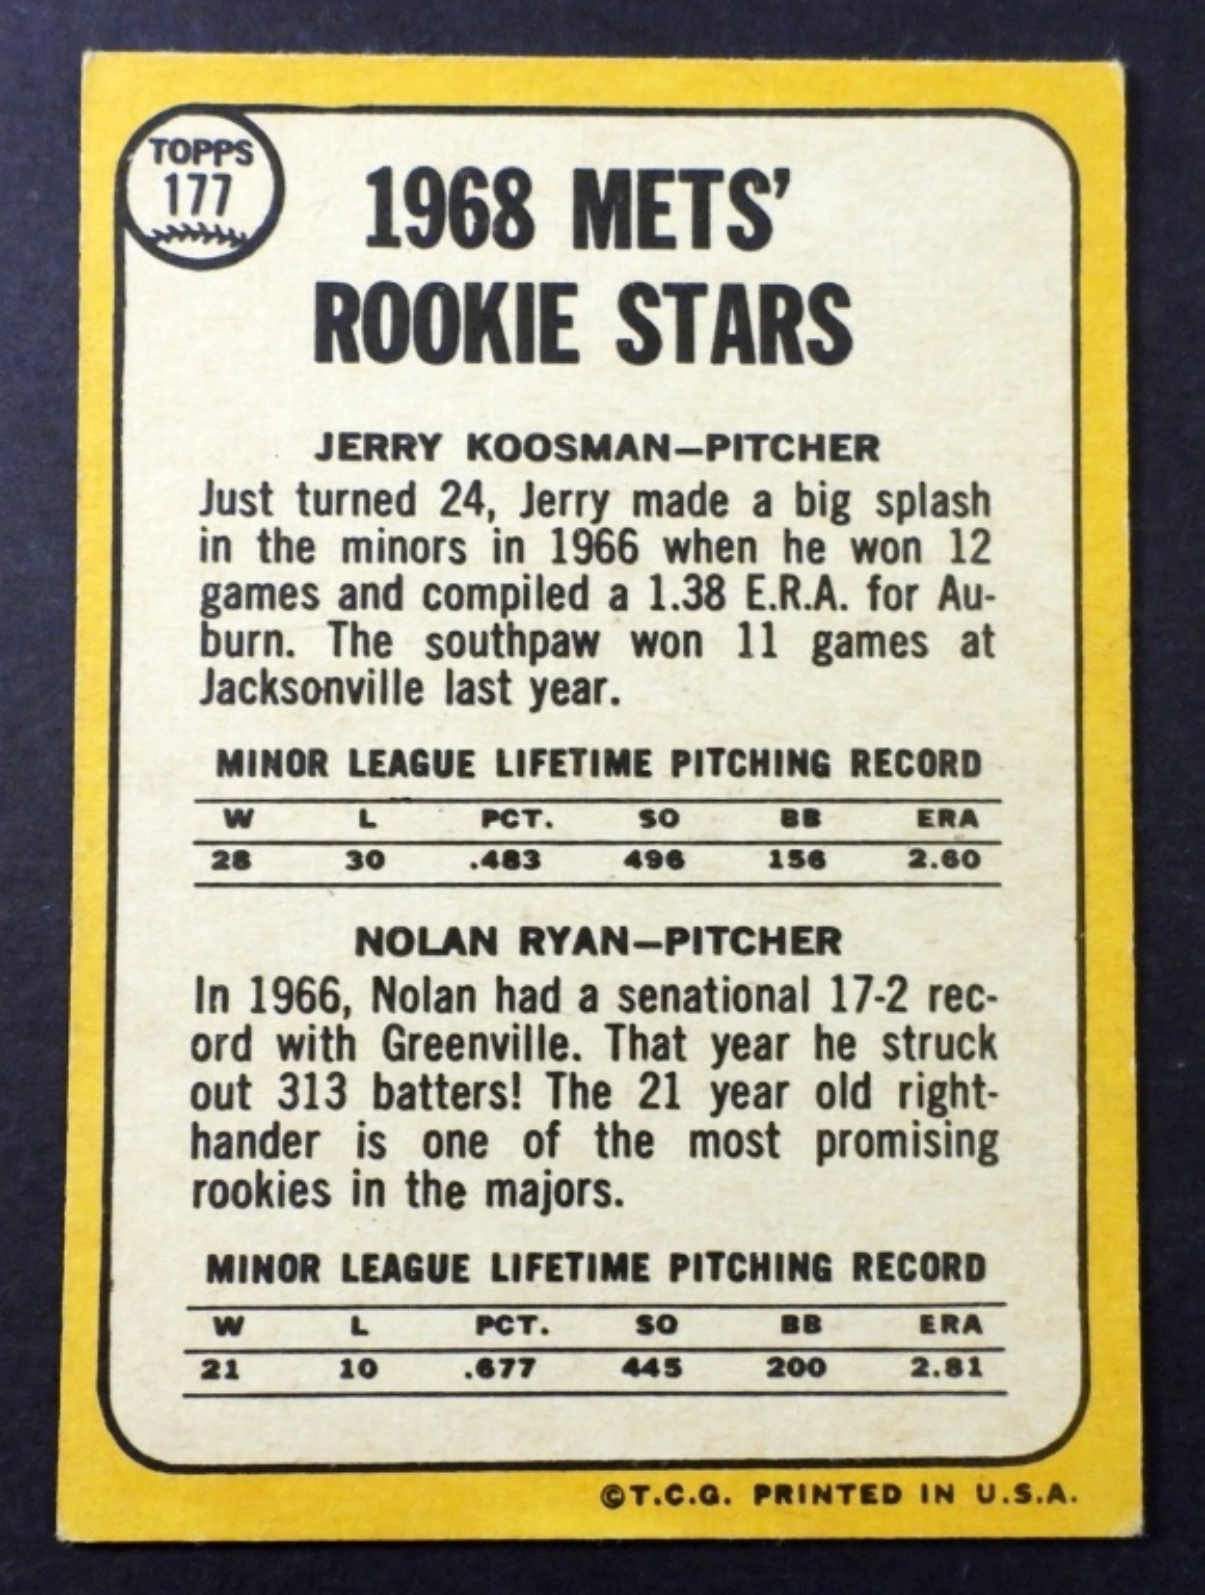 TOPPS
177
1968 METS'
ROOKIE STARS
JERRY KOOSMAN—PITCHER
Just turned 24, Jerry made a big splash
in the minors in 1966 when he won 12
games and compiled a 1.38 E.R.A. for Au-
burn. The southpaw won 11 games at
Jacksonville last year.
MINOR LEAGUE LIFETIME PITCHING RECORD
W L PCT. SO BB ERA
28 30 .483 496 156 2.60
NOLAN RYAN—PITCHER
In 1966, Nolan had a senational 17-2 rec-
ord with Greenville. That year he struck
out 313 batters! The 21 year old right-
hander is one of the most promising
rookies in the majors.
MINOR LEAGUE LIFETIME PITCHING RECORD
W L PCT. SO BB ERA
21 10 .677 445 200 2.81
©T.C.G. PRINTED IN U.S.A.